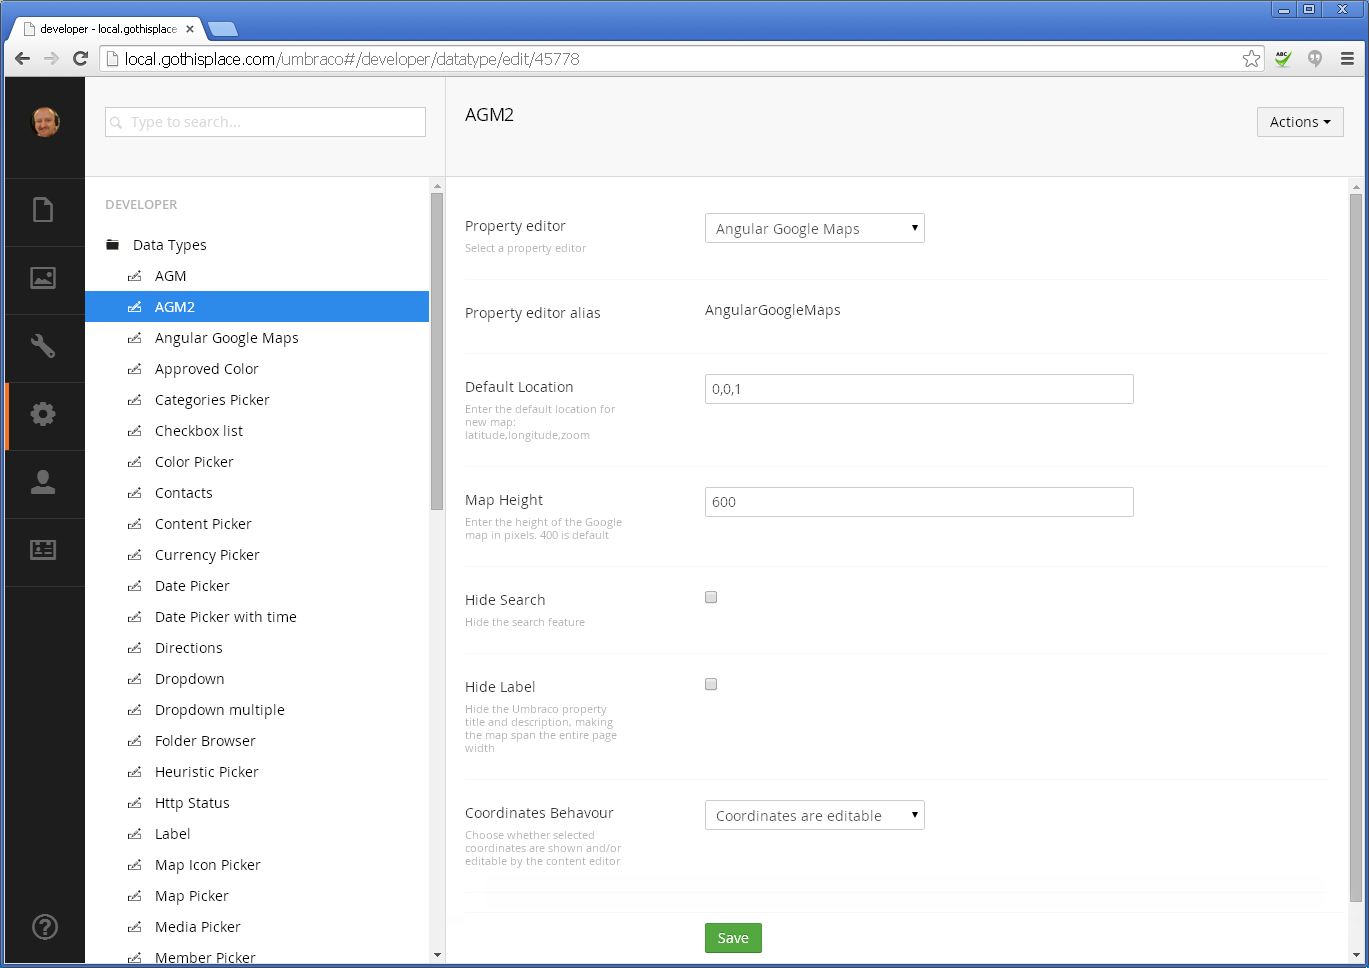 developer - local.gothisplace
local.gothisplace.com/umbraco#/developer/datatype/edit/45778
ABC
Type to search...
AGM2
Actions
DEVELOPER
Data Types
AGM
AGM2
Angular Google Maps
Approved Color
Categories Picker
Checkbox list
Color Picker
Contacts
Content Picker
Currency Picker
Date Picker
Date Picker with time
Directions
Dropdown
Dropdown multiple
Folder Browser
Heuristic Picker
Http Status
Label
Map Icon Picker
Map Picker
Media Picker
Member Picker
Property editor
Select a property editor
Angular Google Maps
Property editor alias
AngularGoogleMaps
Default Location
Enter the default location for
new map:
latitude,longitude,zoom
0,0,1
Map Height
Enter the height of the Google
map in pixels. 400 is default
600
Hide Search
Hide the search feature
Hide Label
Hide the Umbraco property
title and description, making
the map span the entire page
width
Coordinates Behavour
Choose whether selected
coordinates are shown and/or
editable by the content editor
Coordinates are editable
Save